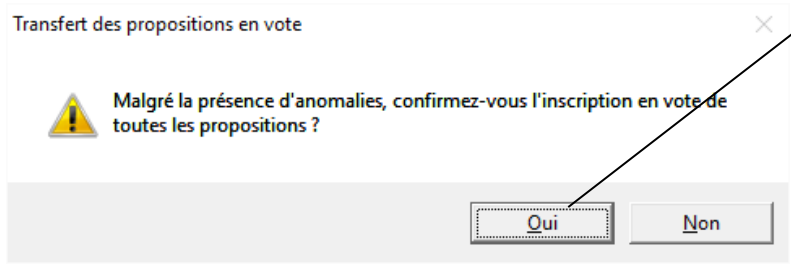 Transfert des propositions en vote
Malgré la présence d'anomalies, confirmez-vous l'inscription en vote de
toutes les propositions ?
Oui
Non